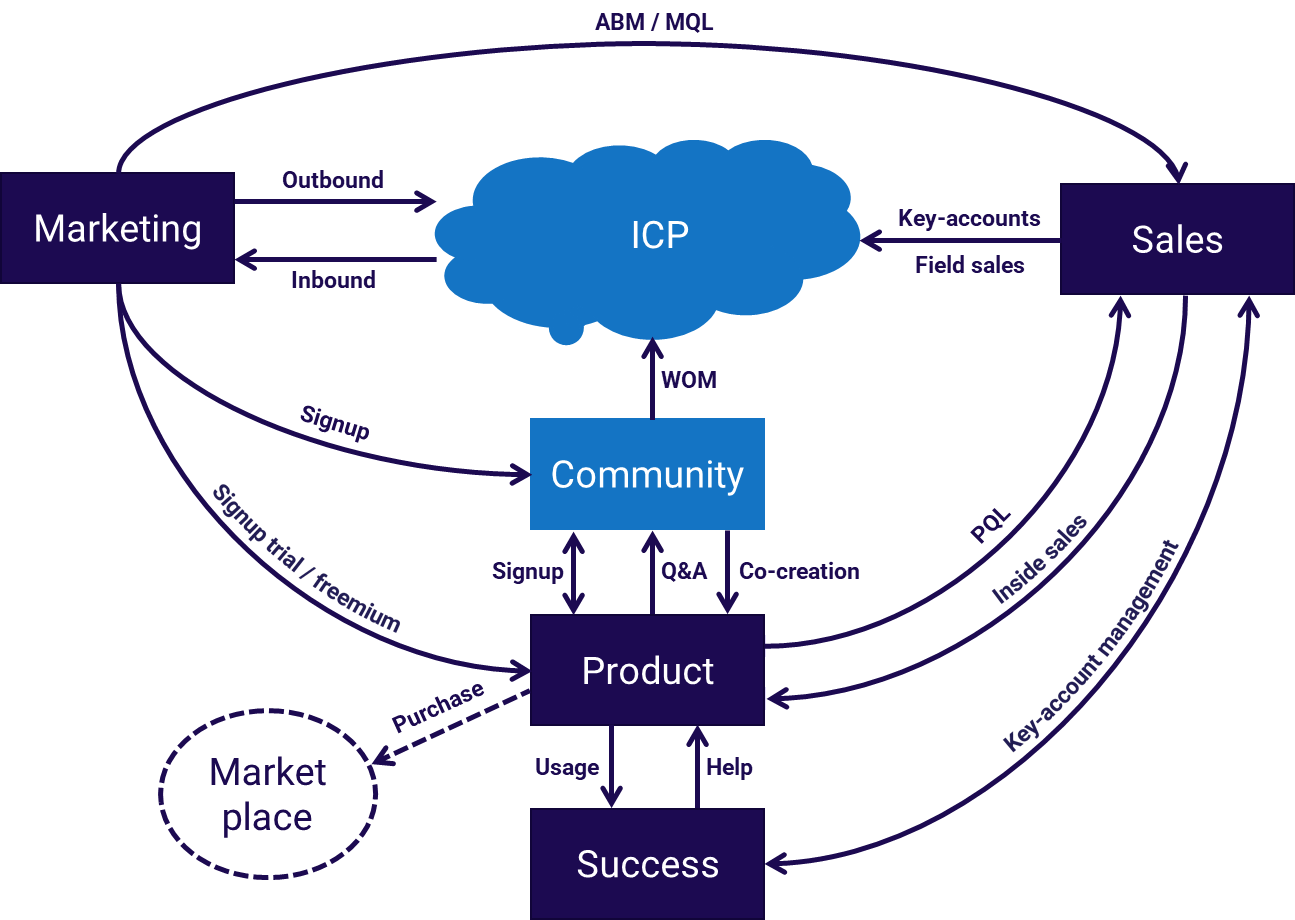 ABM / MQL
Outbound
Marketing
Inbound
ICP
Key-accounts
Sales
Field sales
WOM
Signup
Community
Signup trial / freemium
Signup
Q&A
Co-creation
PQL
Inside sales
Key-account management
Product
Purchase
Market
place
Usage
Help
Success